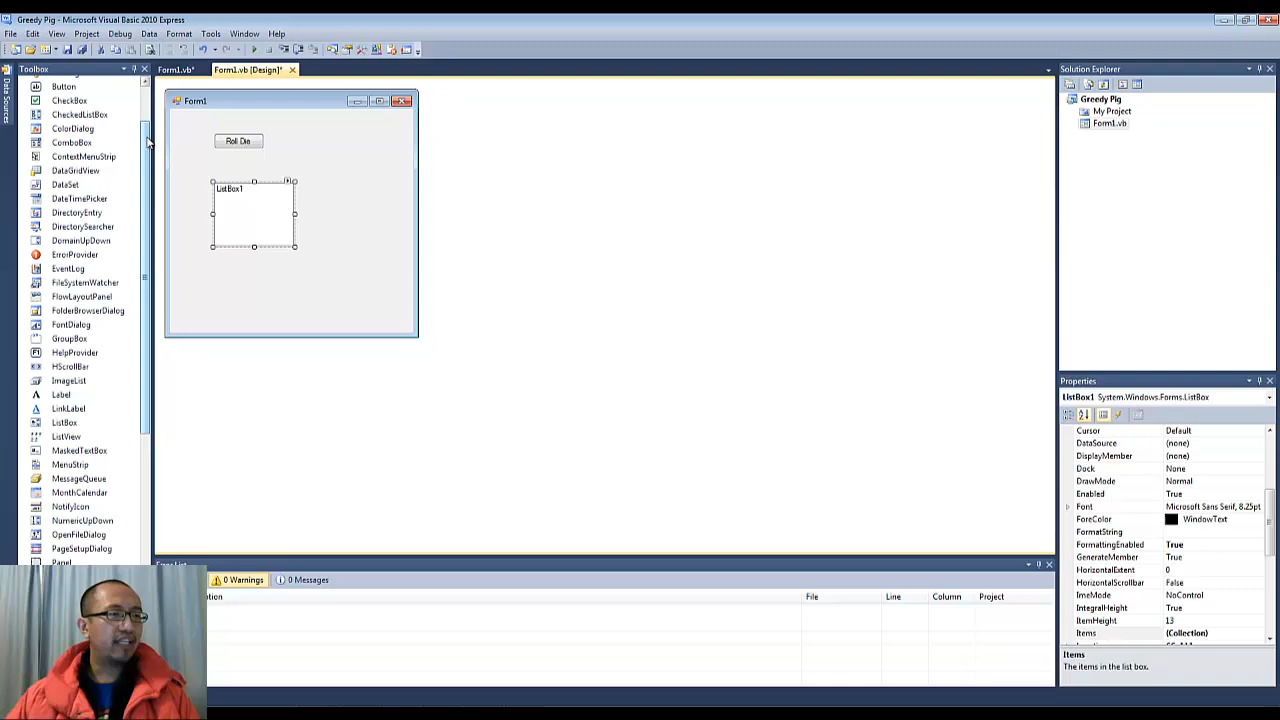 Greedy Pig - Microsoft Visual Basic 2010 Express
File Edit View Project Debug Data Format Tools Window Help
Toolbox
Form1.vb*
Form1.vb [Design]*
Solution Explorer
Data Sources
Button
CheckBox
CheckedListBox
ColorDialog
ComboBox
ContextMenuStrip
DataGridView
DataSet
DateTimePicker
DirectoryEntry
DirectorySearcher
DomainUpDown
ErrorProvider
EventLog
FileSystemWatcher
FlowLayoutPanel
FolderBrowserDialog
FontDialog
GroupBox
HelpProvider
HScrollBar
ImageList
Label
LinkLabel
ListBox
ListView
MaskedTextBox
MenuStrip
MessageQueue
MonthCalendar
NotifyIcon
NumericUpDown
OpenFileDialog
PageSetupDialog
Panel
Form1
Roll Die
ListBox1
Greedy Pig
My Project
Form1.vb
Properties
ListBox1 System.Windows.Forms.ListBox
Cursor Default
DataSource (none)
DisplayMember (none)
Dock None
DrawMode Normal
Enabled True
Font Microsoft Sans Serif, 8.25pt
ForeColor WindowText
FormatString
FormattingEnabled True
GenerateMember True
HorizontalExtent 0
HorizontalScrollbar False
ImeMode NoControl
IntegralHeight True
ItemHeight 13
Items (Collection)
Items
The items in the list box.
0 Warnings
0 Messages
File Line Column Project